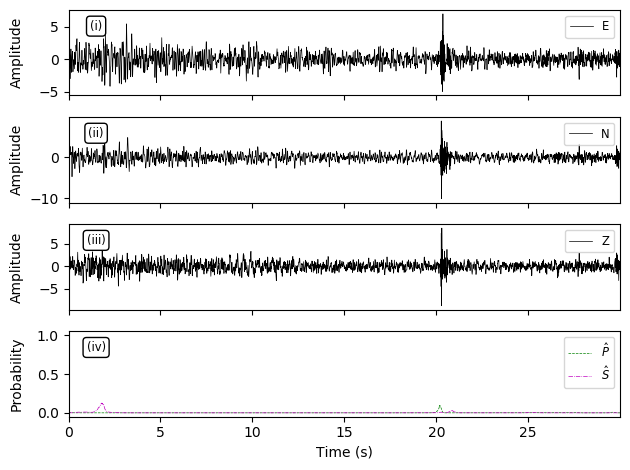 (i)
E
5
0
−5
Amplitude
(ii)
N
0
−10
Amplitude
(iii)
Z
5
0
−5
Amplitude
(iv)
P̂
Ŝ
1.0
0.5
0.0
Probability
0 5 10 15 20 25
Time (s)